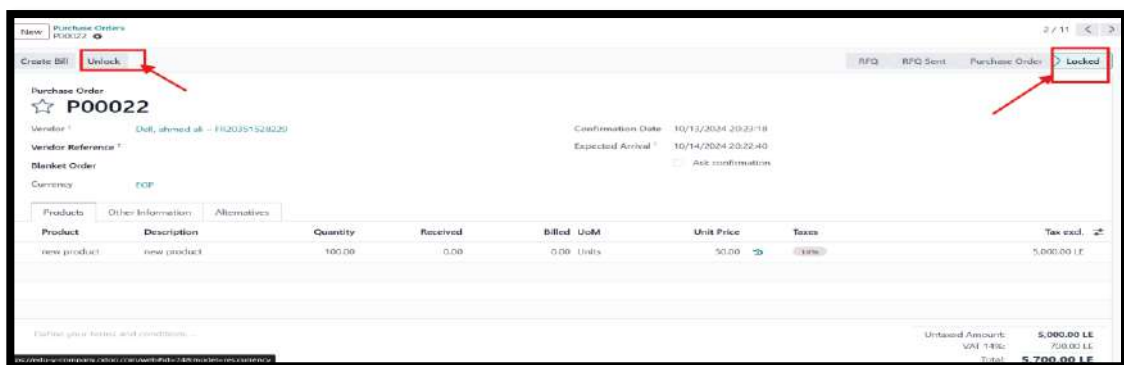 New Purchase Orders
P00022
2 / 11
Create Bill Unlock RFQ RFQ Sent Purchase Order Locked
Purchase Order
P00022
Vendor ? Dell, ahmed ali – Confirmation Date 10/13/2024 20:23:18
Vendor Reference ? Expected Arrival ? 10/14/2024 20:22:40
Blanket Order Ask confirmation
Currency EGP
Products Other Information Alternatives
Product Description Quantity Received Billed UoM Unit Price Taxes Tax excl.
new product new product 100.00 0.00 0.00 Units 50.00 5,000.00 LE
Define your terms and conditions ...
Untaxed Amount: 5,000.00 LE
VAT 14%: 700.00 LE
Total: 5,700.00 LE